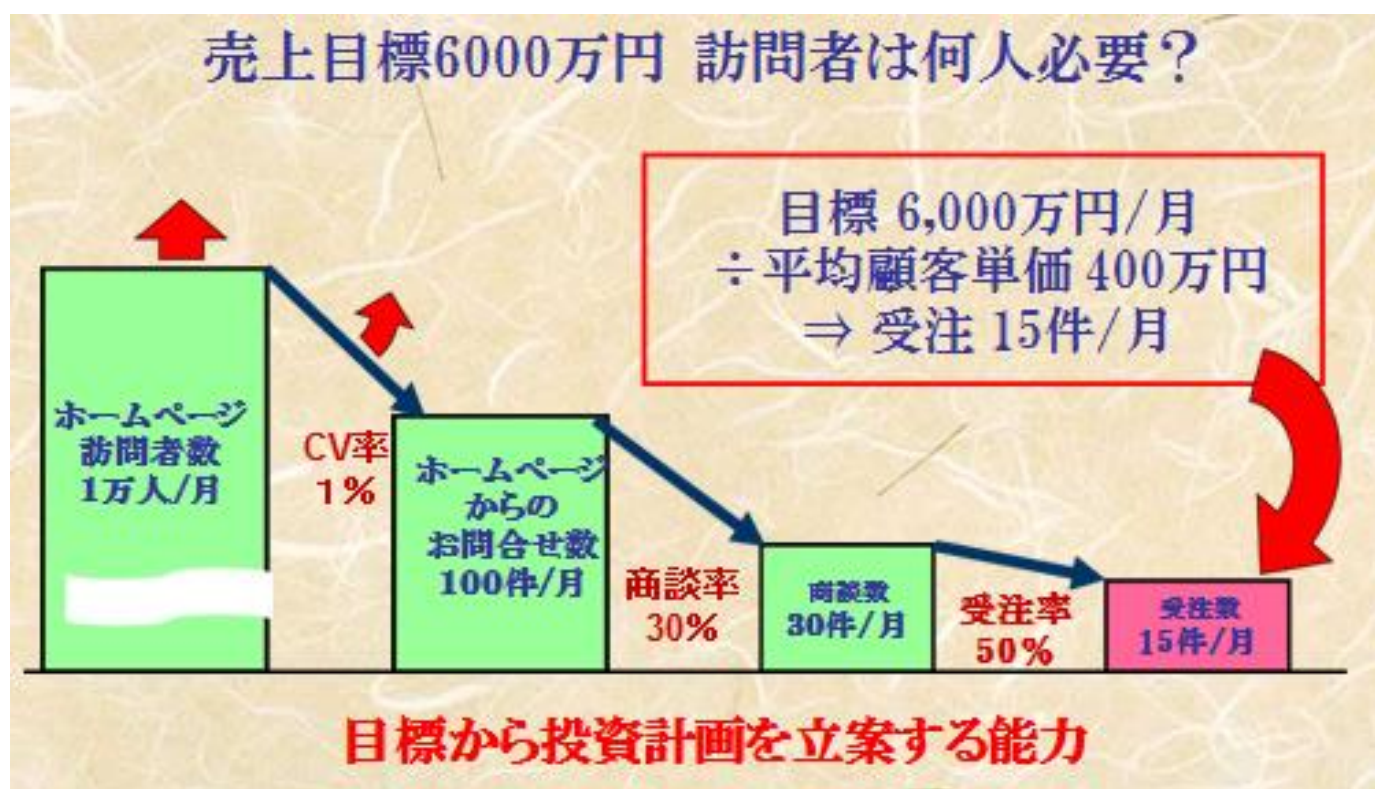 売上目標6000万円 訪問者は何人必要？
目標 6,000万円/月
÷平均顧客単価 400万円
⇒ 受注 15件/月
ホームページ
訪問者数
1万人/月
CV率
1%
ホームページ
からの
お問合せ数
100件/月
商談率
30%
商談数
30件/月
受注率
50%
受注数
15件/月
目標から投資計画を立案する能力